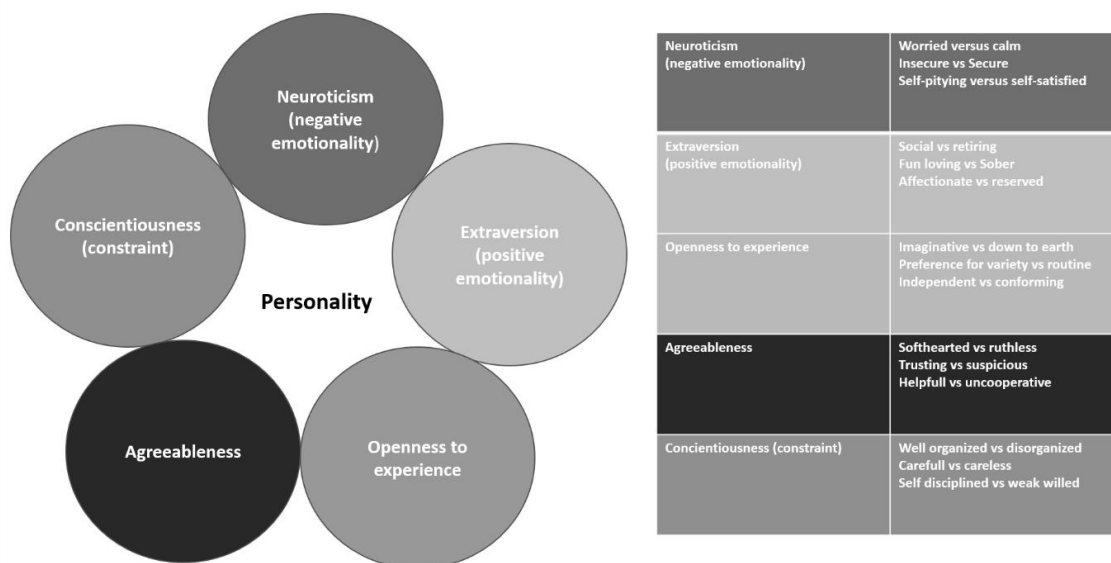 Neuroticism
(negative
emotionality)
Conscientiousness
(constraint)
Extraversion
(positive
emotionality)
Personality
Agreeableness
Openness to
experience
Neuroticism
(negative emotionality)
Worried versus calm
Insecure vs Secure
Self-pitying versus self-satisfied
Extraversion
(positive emotionality)
Social vs retiring
Fun loving vs Sober
Affectionate vs reserved
Openness to experience
Imaginative vs down to earth
Preference for variety vs routine
Independent vs conforming
Agreeableness
Softhearted vs ruthless
Trusting vs suspicious
Helpfull vs uncooperative
Concientiousness (constraint)
Well organized vs disorganized
Carefull vs careless
Self disciplined vs weak willed